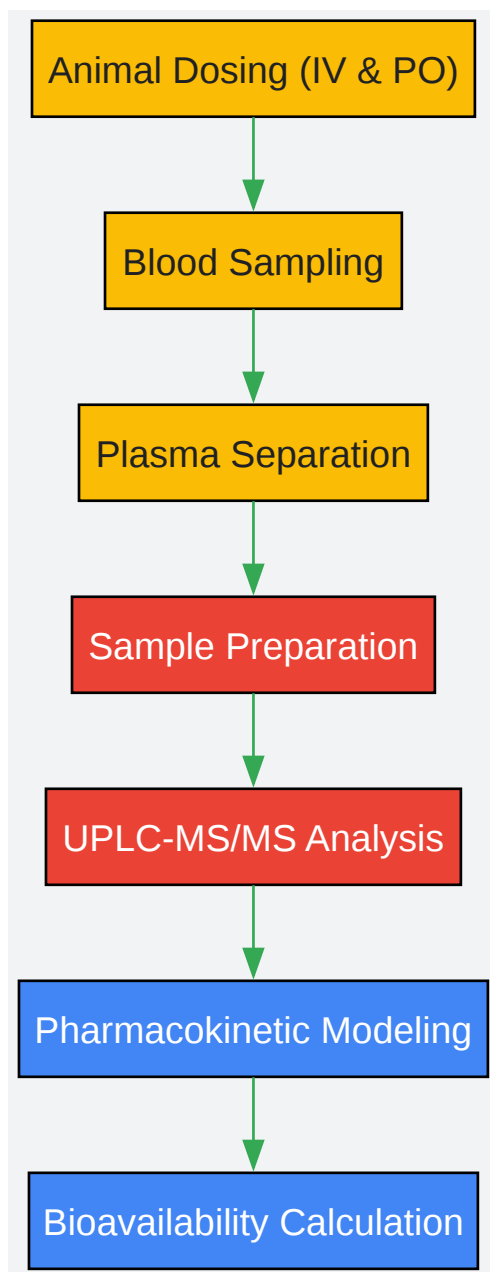 Animal Dosing (IV & PO)
Blood Sampling
Plasma Separation
Sample Preparation
UPLC-MS/MS Analysis
Pharmacokinetic Modeling
Bioavailability Calculation